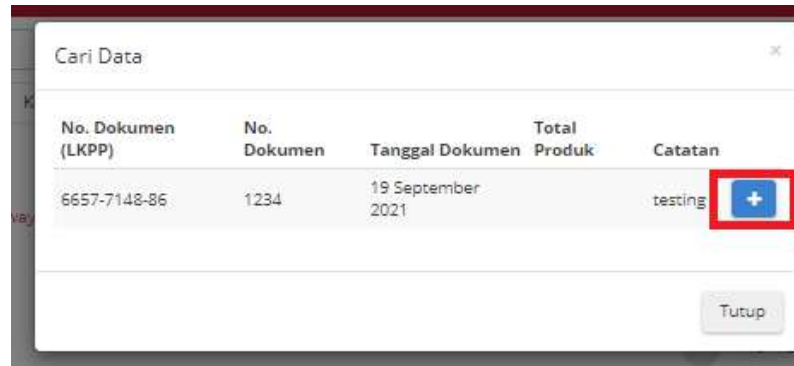 Cari Data ×
K
No. Dokumen No. Total
(LKPP) Dokumen Tanggal Dokumen Produk Catatan
6657-7148-86 1234 19 September testing +
2021
way
Tutup